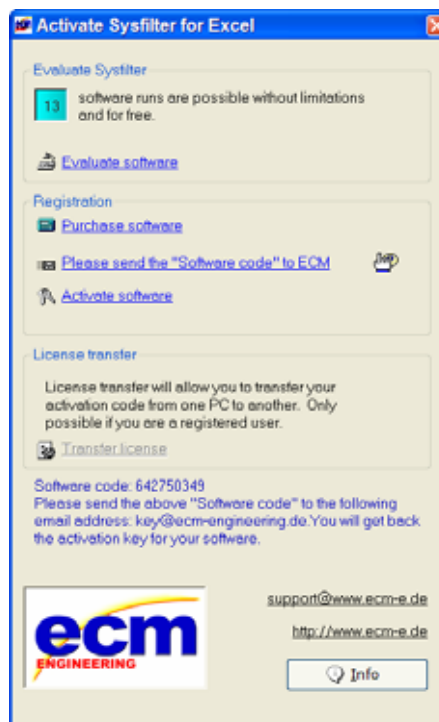 Activate Sysfilter for Excel
Evaluate Sysfilter
13
software runs are possible without limitations
and for free.
Evaluate software
Registration
Purchase software
Please send the "Software code" to ECM
Activate software
License transfer
License transfer will allow you to transfer your
activation code from one PC to another. Only
possible if you are a registered user.
Transfer license
Software code: 642750349
Please send the above "Software code" to the following
email address: key@ecm-engineering.de.You will get back
the activation key for your software.
ecm
ENGINEERING
support@www.ecm-e.de
http://www.ecm-e.de
Info